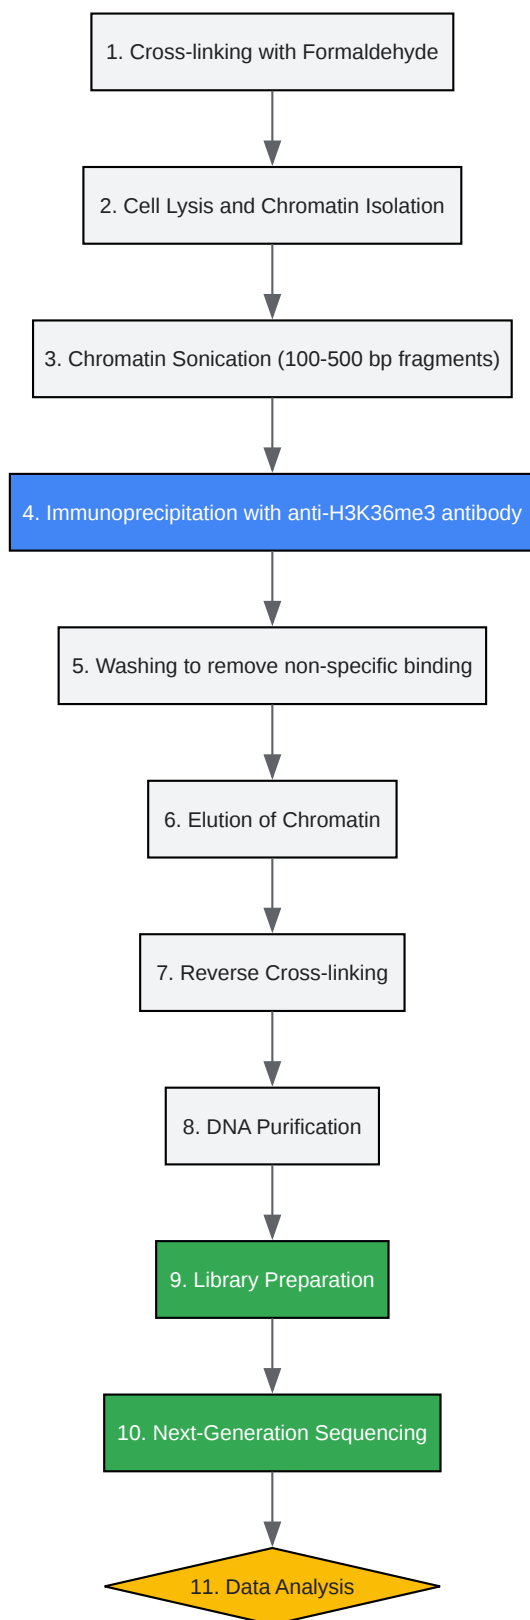 1. Cross-linking with Formaldehyde
2. Cell Lysis and Chromatin Isolation
3. Chromatin Sonication (100-500 bp fragments)
4. Immunoprecipitation with anti-H3K36me3 antibody
5. Washing to remove non-specific binding
6. Elution of Chromatin
7. Reverse Cross-linking
8. DNA Purification
9. Library Preparation
10. Next-Generation Sequencing
11. Data Analysis